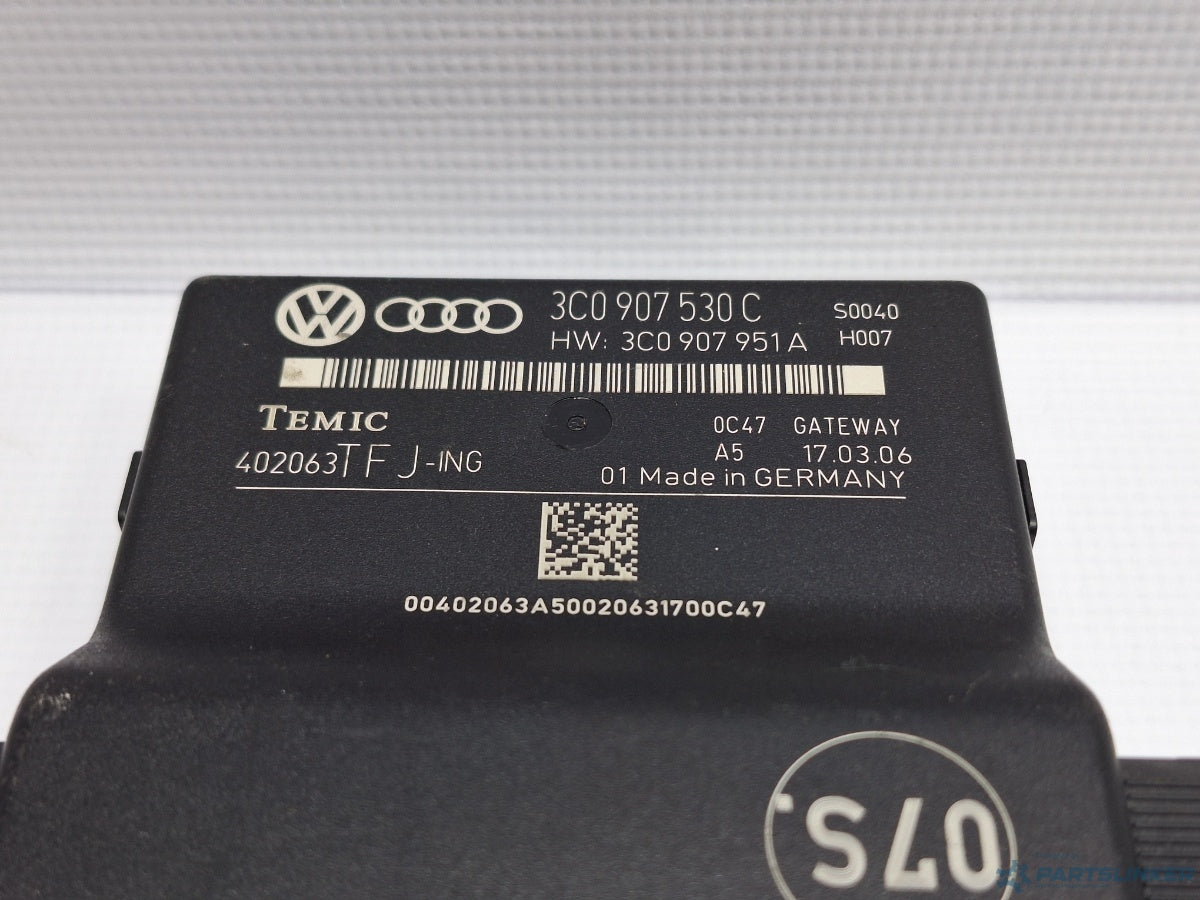 3C0 907 530 C
S0040
HW: 3C0 907 951 A
H007
TEMIC
0C47 GATEWAY
402063TFJ-ING
A5 17.03.06
01 Made in GERMANY
00402063A50020631700C47
07S
PARTSLINKER